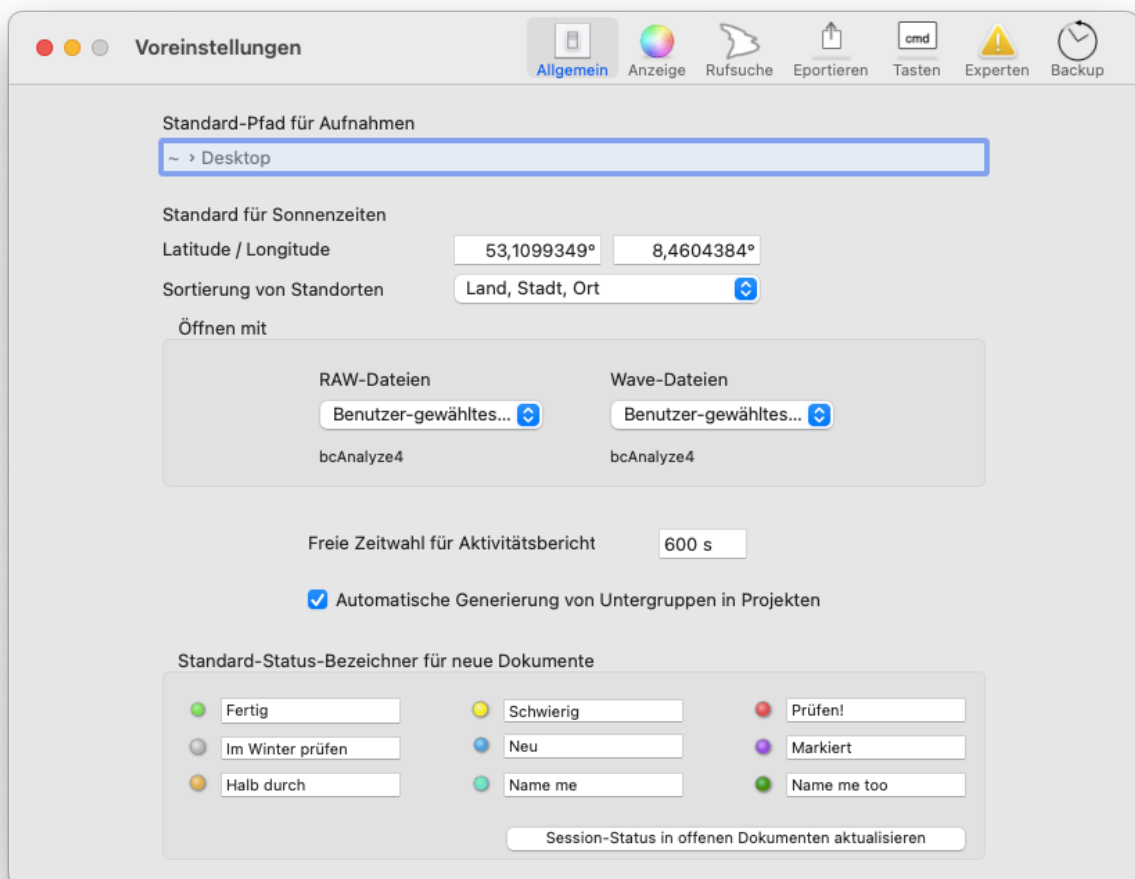 Voreinstellungen
Allgemein Anzeige Rufsuche Eportieren cmd Tasten Experten Backup
Standard-Pfad für Aufnahmen
~ › Desktop
Standard für Sonnenzeiten
Latitude / Longitude 53,1099349° 8,4604384°
Sortierung von Standorten Land, Stadt, Ort
Öffnen mit
RAW-Dateien Wave-Dateien
Benutzer-gewähltes... Benutzer-gewähltes...
bcAnalyze4 bcAnalyze4
Freie Zeitwahl für Aktivitätsbericht 600 s
Automatische Generierung von Untergruppen in Projekten
Standard-Status-Bezeichner für neue Dokumente
Fertig Schwierig Prüfen!
Im Winter prüfen Neu Markiert
Halb durch Name me Name me too
Session-Status in offenen Dokumenten aktualisieren